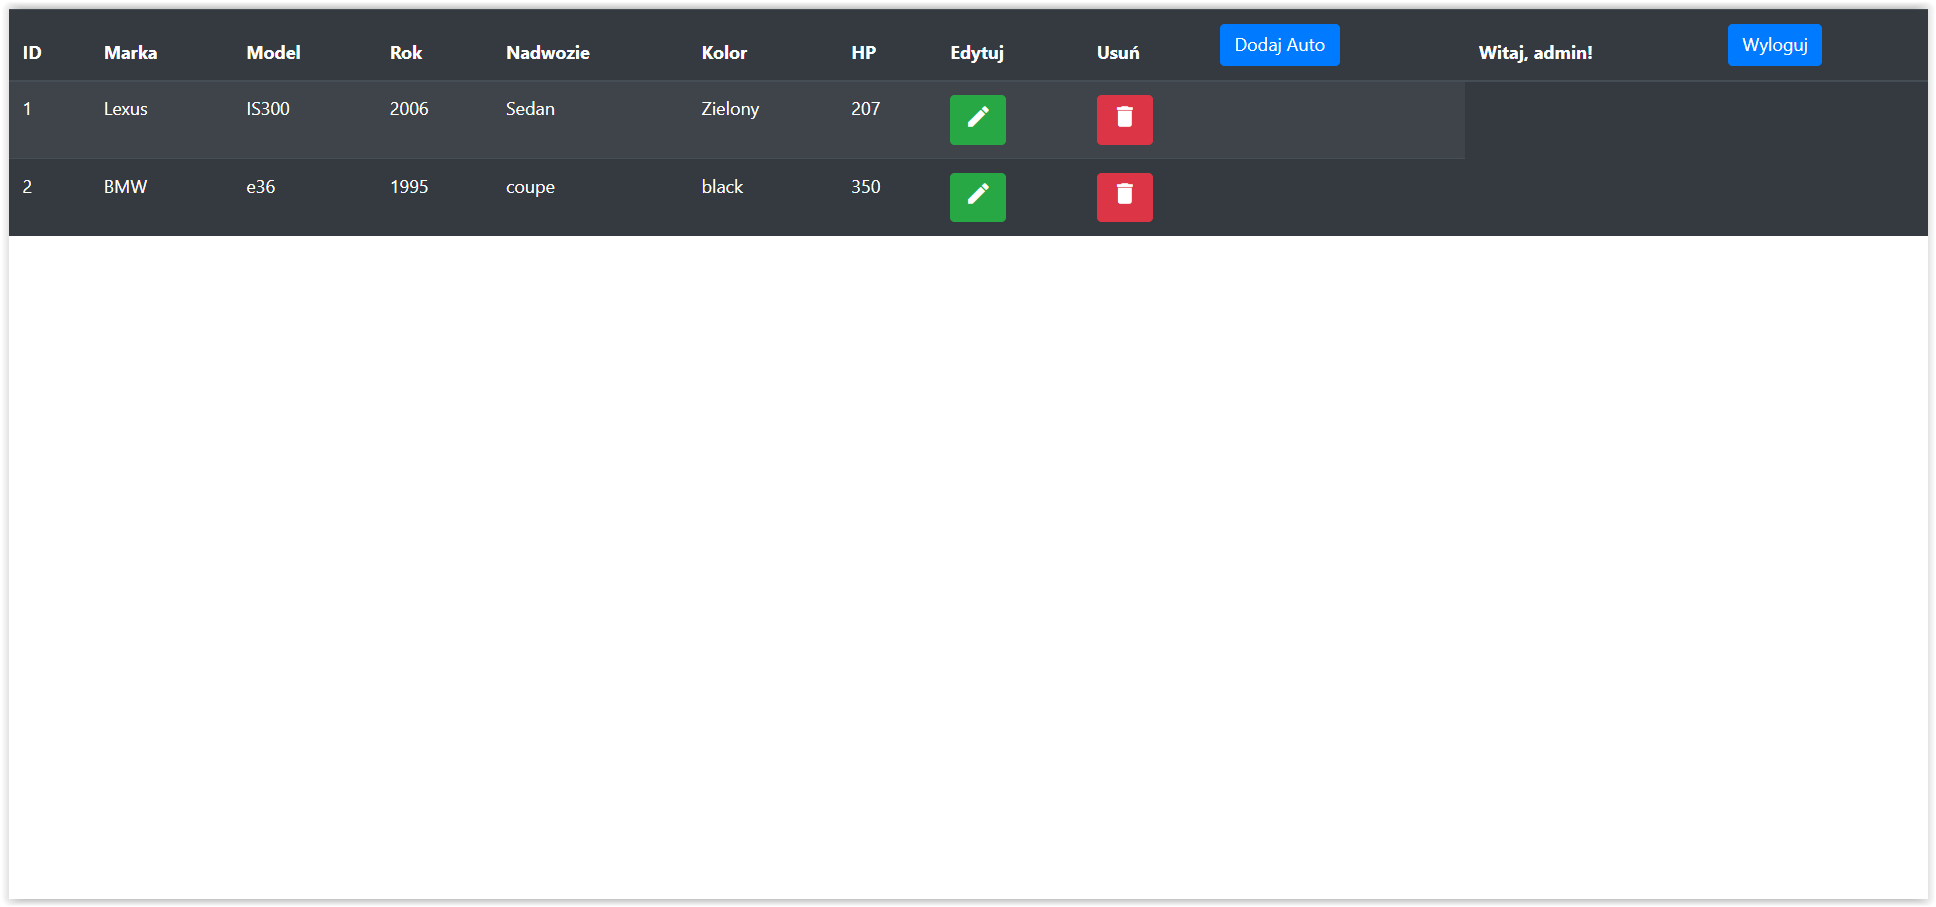 ID Marka Model Rok Nadwozie Kolor HP Edytuj Usuń Dodaj Auto Witaj, admin! Wyloguj
1 Lexus IS300 2006 Sedan Zielony 207
2 BMW e36 1995 coupe black 350